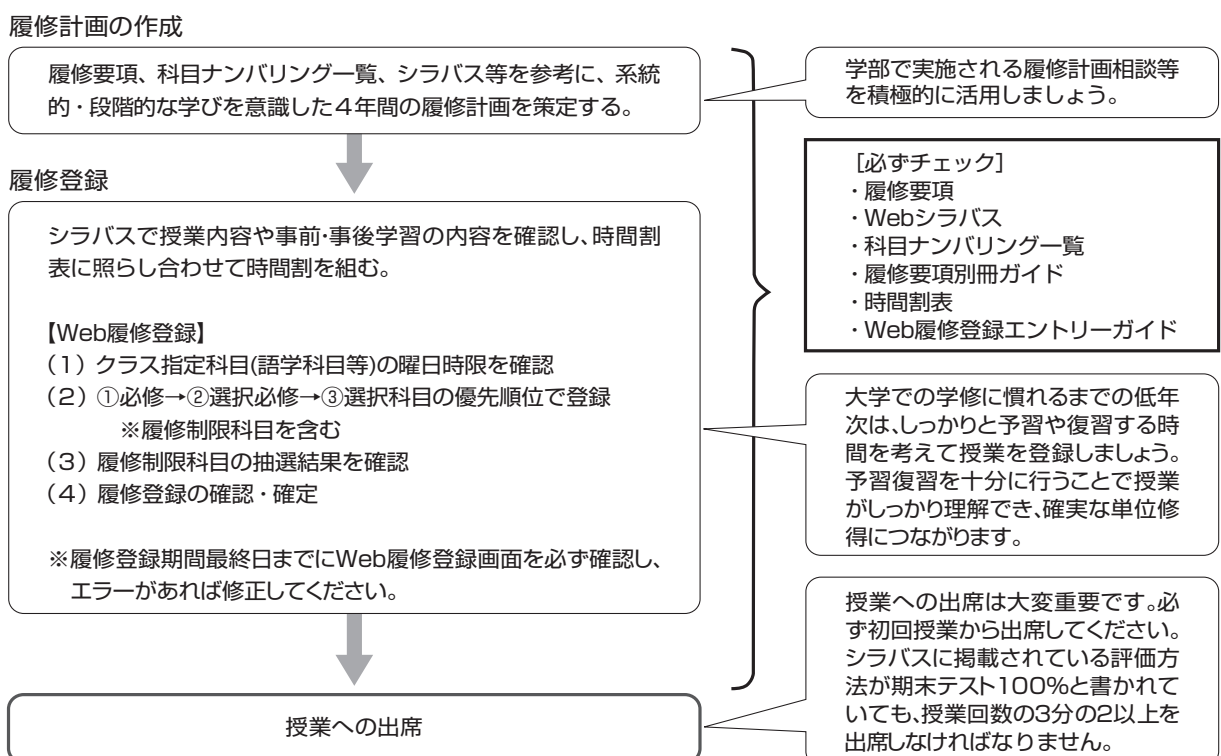 履修計画の作成
履修要項、科目ナンバリング一覧、シラバス等を参考に、系統
的・段階的な学びを意識した4年間の履修計画を策定する。
学部で実施される履修計画相談等
を積極的に活用しましょう。
[必ずチェック]
・履修要項
・Webシラバス
・科目ナンバリング一覧
・履修要項別冊ガイド
・時間割表
・Web履修登録エントリーガイド
履修登録
シラバスで授業内容や事前・事後学習の内容を確認し、時間割
表に照らし合わせて時間割を組む。
【Web履修登録】
(1)クラス指定科目(語学科目等)の曜日時限を確認
(2)①必修→②選択必修→③選択科目の優先順位で登録
※履修制限科目を含む
(3)履修制限科目の抽選結果を確認
(4)履修登録の確認・確定
※履修登録期間最終日までにWeb履修登録画面を必ず確認し、
エラーがあれば修正してください。
大学での学修に慣れるまでの低年
次は、しっかりと予習や復習する時
間を考えて授業を登録しましょう。
予習復習を十分に行うことで授業
がしっかり理解でき、確実な単位修
得につながります。
授業への出席
授業への出席は大変重要です。必
ず初回授業から出席してください。
シラバスに掲載されている評価方
法が期末テスト100%と書かれて
いても、授業回数の3分の2以上を
出席しなければなりません。